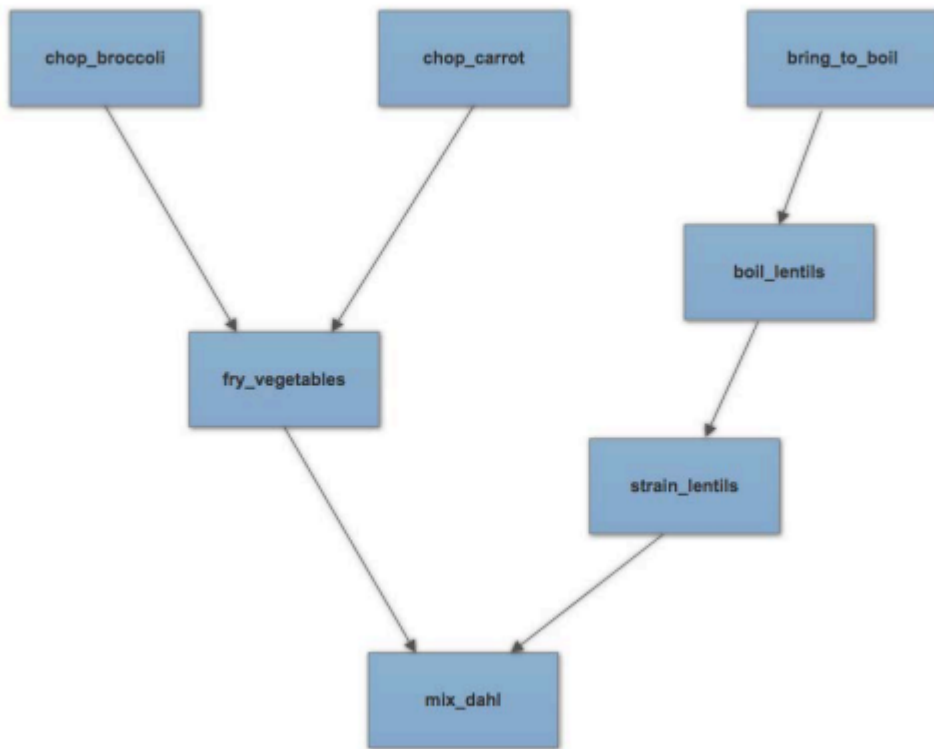 chop_broccoli
chop_carrot
bring_to_boil
boil_lentils
fry_vegetables
strain_lentils
mix_dahl